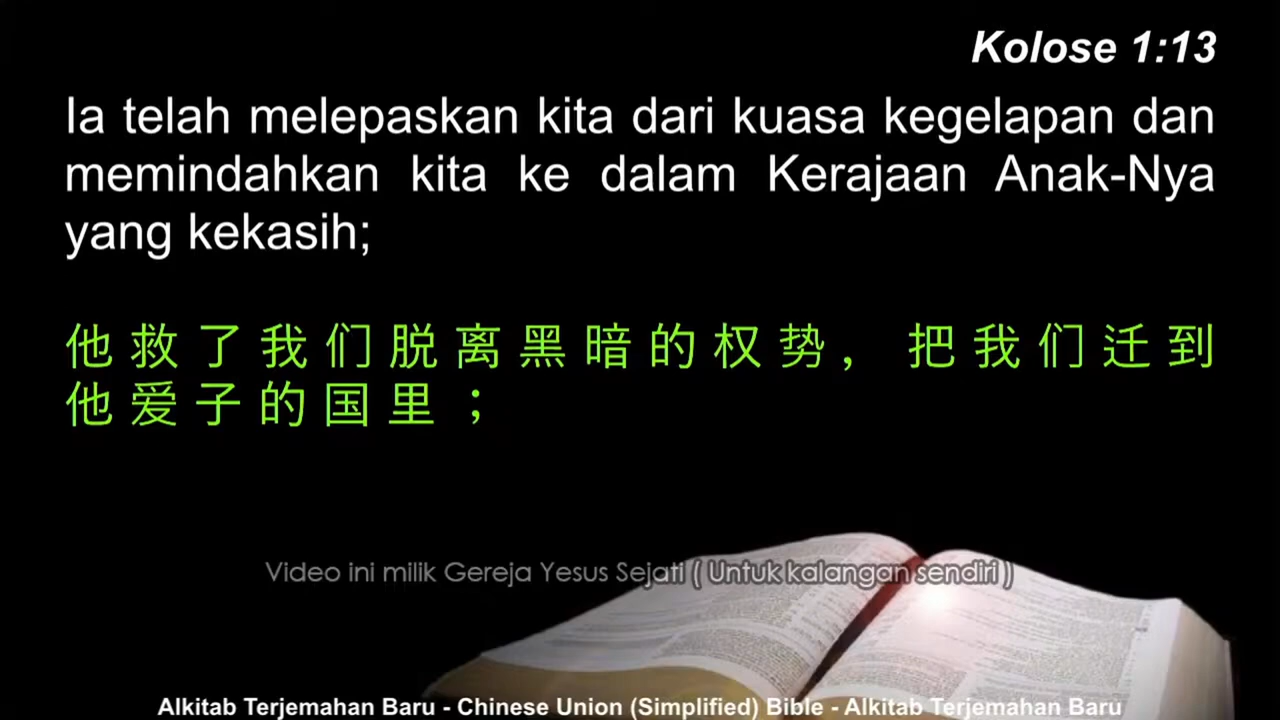 Kolose 1:13
Ia telah melepaskan kita dari kuasa kegelapan dan
memindahkan kita ke dalam Kerajaan Anak-Nya
yang kekasih;
他救了我们脱离黑暗的权势，把我们迁到
他爱子的国里；
Video ini milik Gereja Yesus Sejati ( Untuk kalangan sendiri )
Alkitab Terjemahan Baru - Chinese Union (Simplified) Bible - Alkitab Terjemahan Baru